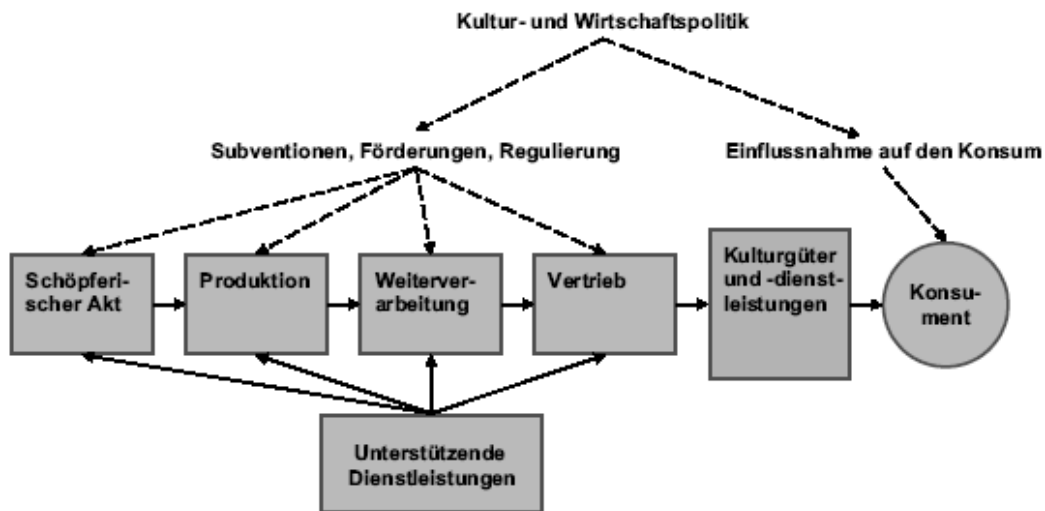 Kultur- und Wirtschaftspolitik
Subventionen, Förderungen, Regulierung
Einflussnahme auf den Konsum
Schöpferi-
scher Akt
Produktion
Weiterver-
arbeitung
Vertrieb
Kulturgüter
und -dienst-
leistungen
Konsu-
ment
Unterstützende
Dienstleistungen